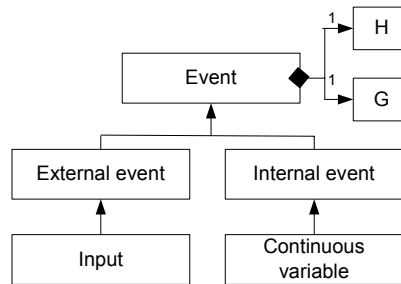 1
H
Event
1
G
External event
Internal event
Input
Continuous
variable